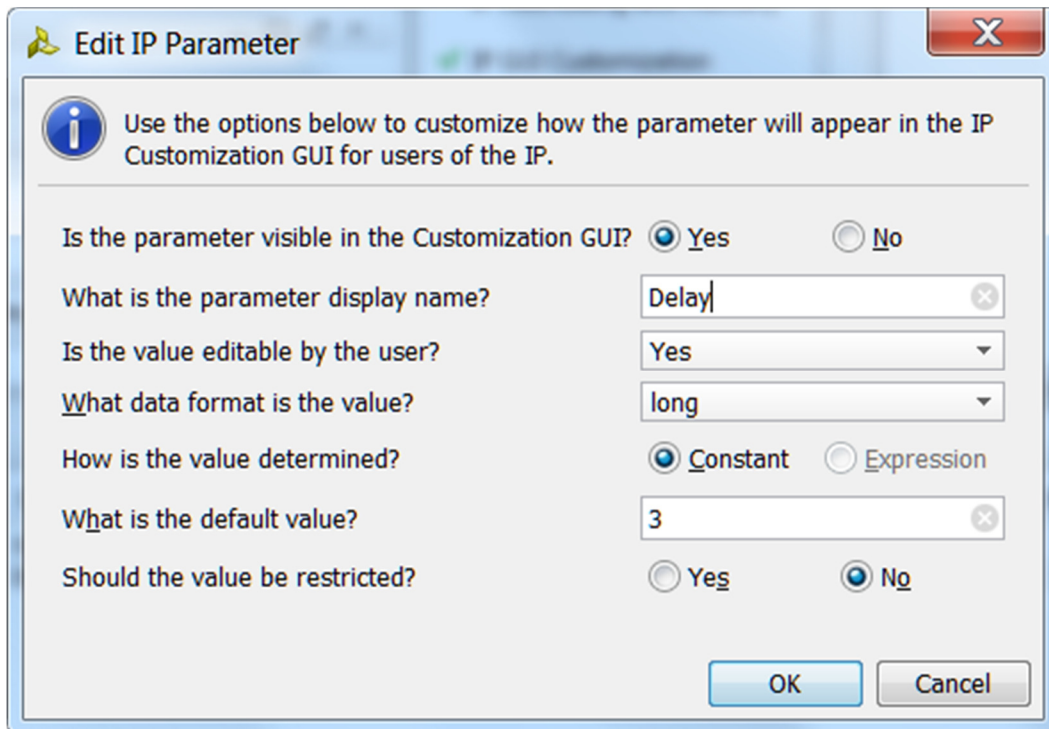 Edit IP Parameter
Use the options below to customize how the parameter will appear in the IP
Customization GUI for users of the IP.
Is the parameter visible in the Customization GUI? Yes No
What is the parameter display name? Delay
Is the value editable by the user? Yes
What data format is the value? long
How is the value determined? Constant Expression
What is the default value? 3
Should the value be restricted? Yes No
OK Cancel